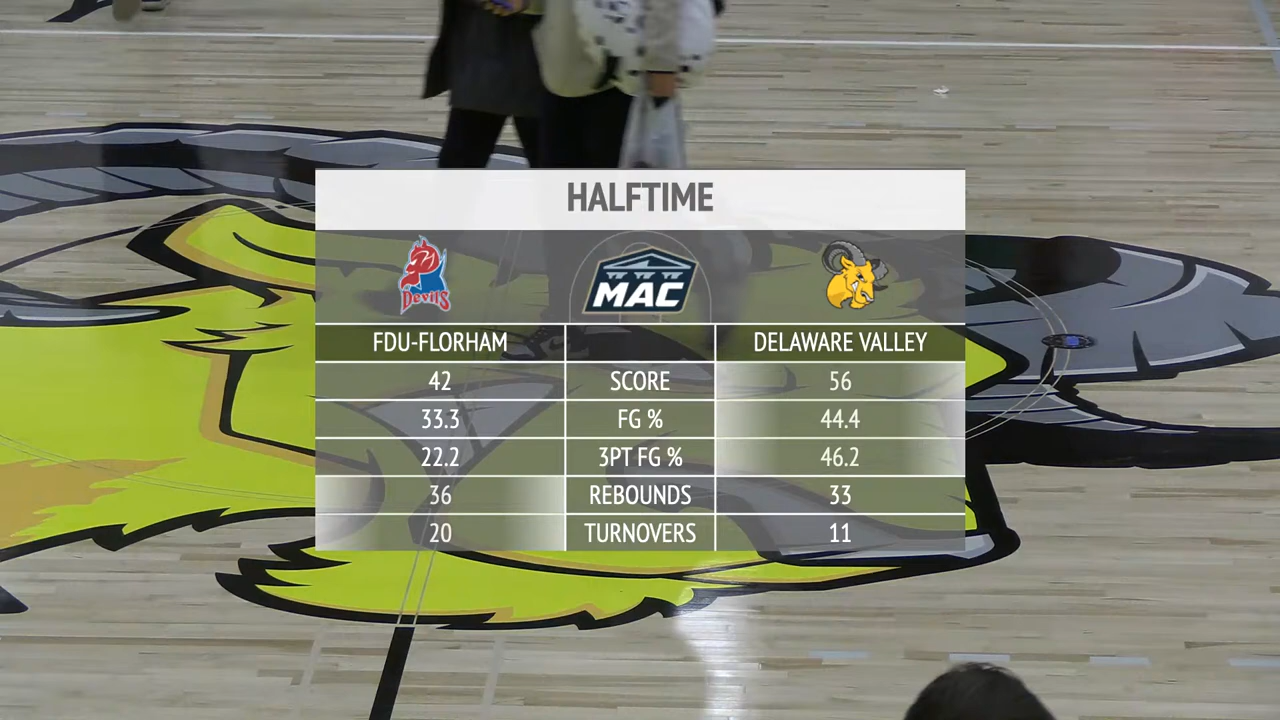 HALFTIME
Devils
MAC
FDU-FLORHAM DELAWARE VALLEY
42 SCORE 56
33.3 FG % 44.4
22.2 3PT FG % 46.2
36 REBOUNDS 33
20 TURNOVERS 11